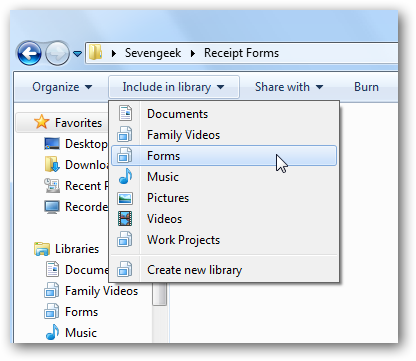 Sevengeek Receipt Forms
Organize Include in library Share with Burn
Favorites
Desktop
Downlo
Recent P
Recorde
Documents
Family Videos
Forms
Music
Pictures
Videos
Work Projects
Create new library
Libraries
Docume
Family Videos
Forms
Music